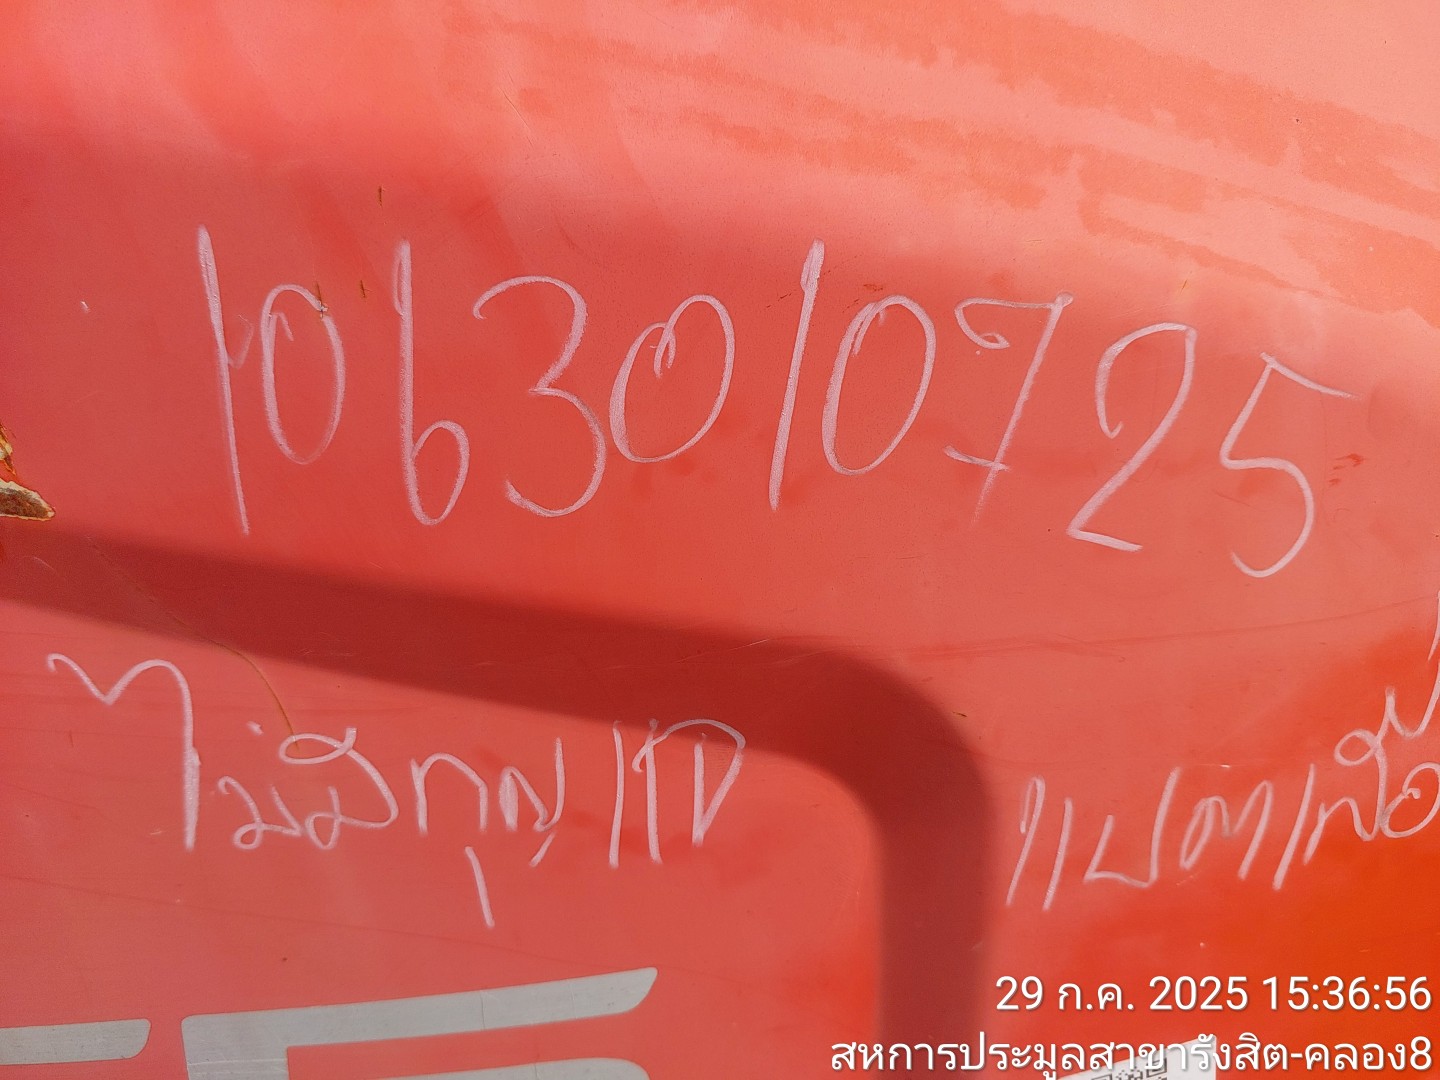 1063010725
ไม่มีกุญแจ
29 ก.ค. 2025 15:36:56
สหการประมูลสาขารังสิต-คลอง8